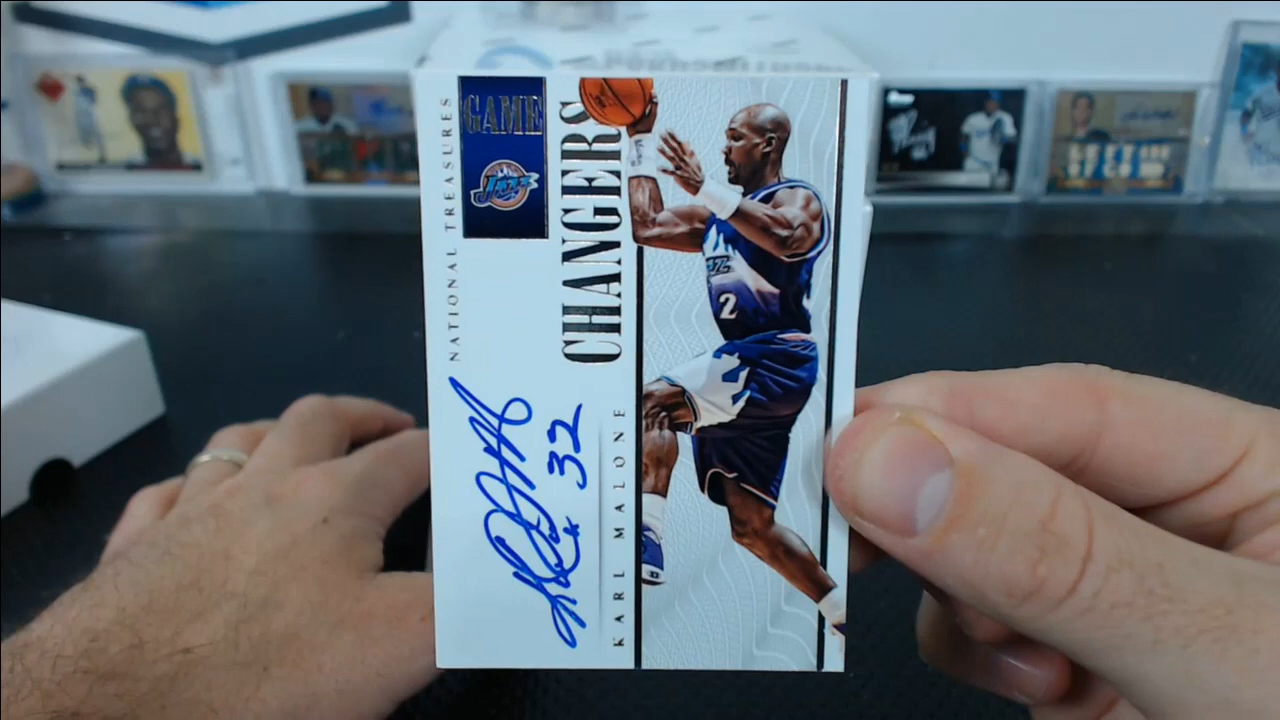 NATIONAL TREASURES
GAME
JAZZ
CHANGERS
KARL MALONE
32
2